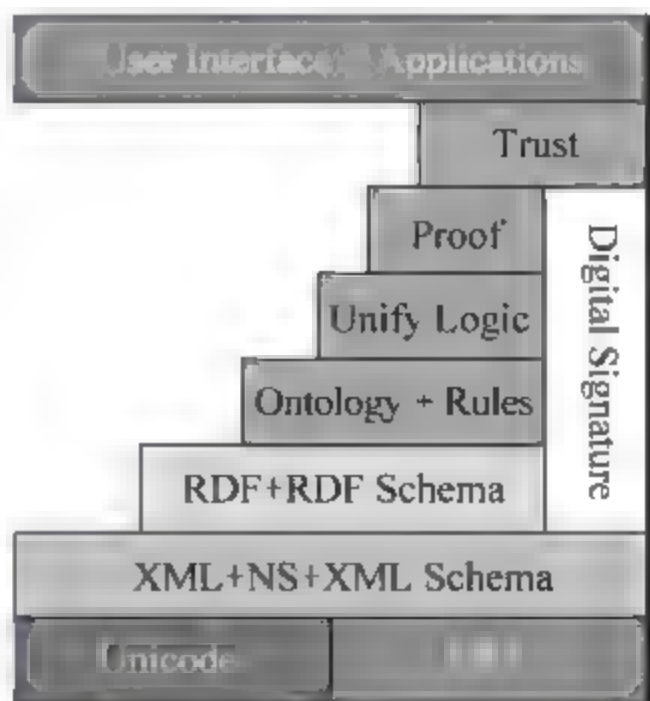 User Interface Applications
Trust
Proof
Unify Logic
Ontology + Rules
RDF+RDF Schema
XML+NS+XML Schema
Digital Signature
Unicode